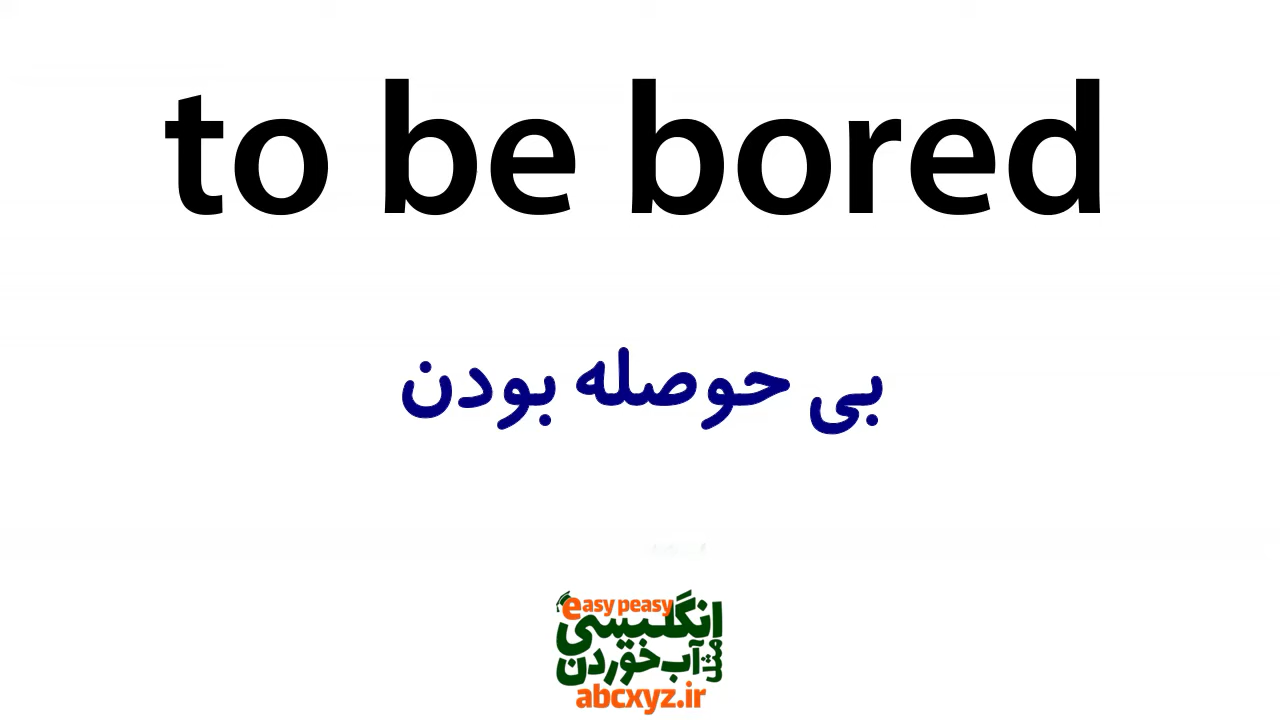 to be bored
بی حوصله بودن
easy peasy
انگلیسی
مثل آب خوردن
abcxyz.ir